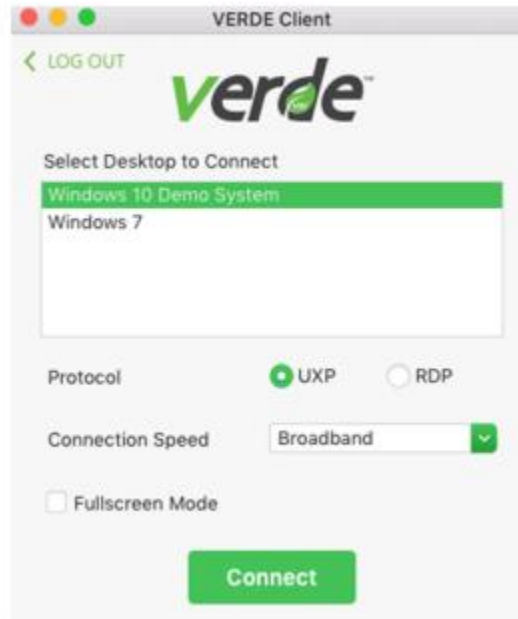 VERDE Client
LOG OUT
verde™
Select Desktop to Connect
Windows 10 Demo System
Windows 7
Protocol UXP RDP
Connection Speed Broadband
Fullscreen Mode
Connect